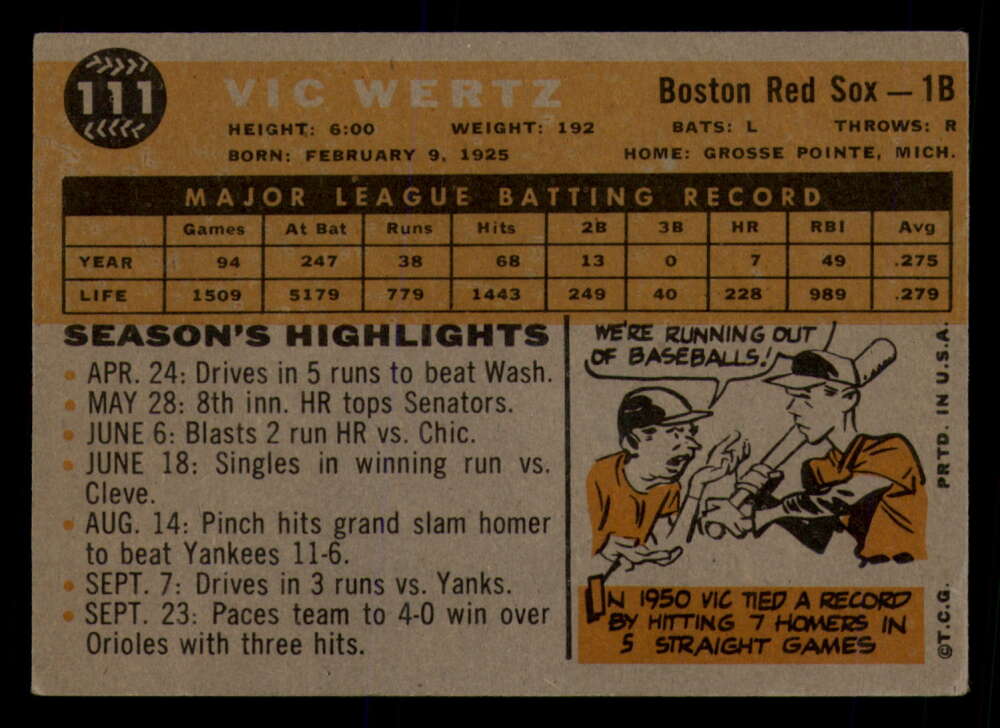 111
VIC WERTZ
Boston Red Sox — 1B
HEIGHT: 6:00 WEIGHT: 192 BATS: L THROWS: R
BORN: FEBRUARY 9, 1925 HOME: GROSSE POINTE, MICH.
MAJOR LEAGUE BATTING RECORD
Games At Bat Runs Hits 2B 3B HR RBI Avg
YEAR 94 247 38 68 13 0 7 49 .275
LIFE 1509 5179 779 1443 249 40 228 989 .279
SEASON'S HIGHLIGHTS
• APR. 24: Drives in 5 runs to beat Wash.
• MAY 28: 8th inn. HR tops Senators.
• JUNE 6: Blasts 2 run HR vs. Chic.
• JUNE 18: Singles in winning run vs.
Cleve.
• AUG. 14: Pinch hits grand slam homer
to beat Yankees 11-6.
• SEPT. 7: Drives in 3 runs vs. Yanks.
• SEPT. 23: Paces team to 4-0 win over
Orioles with three hits.
WE'RE RUNNING OUT
OF BASEBALLS!
IN 1950 VIC TIED A RECORD
BY HITTING 7 HOMERS IN
5 STRAIGHT GAMES
©T.C.G. PRTD. IN U.S.A.